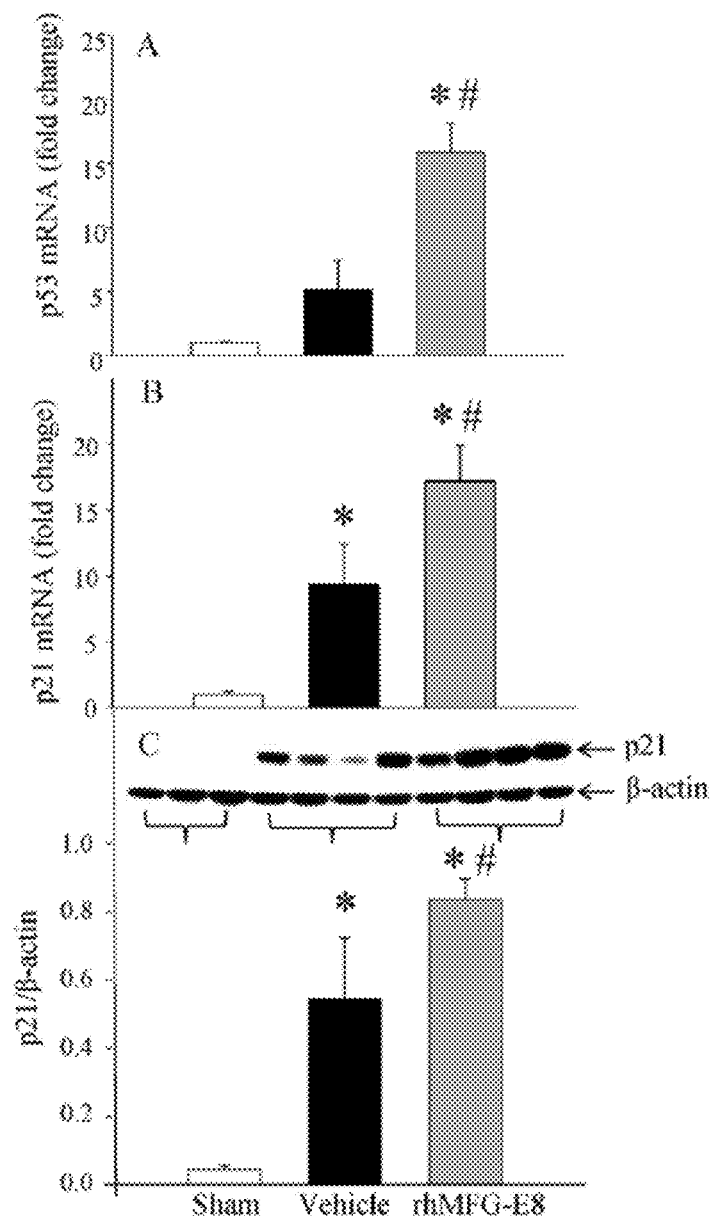 A
25
20
15
10
5
0
p53 mRNA (fold change)
* #
B
20
15
10
5
0
p21 mRNA (fold change)
*
* #
C
p21
β-actin
1.0
0.8
0.6
0.4
0.2
0.0
p21/β-actin
*
* #
Sham Vehicle rhMFG-E8